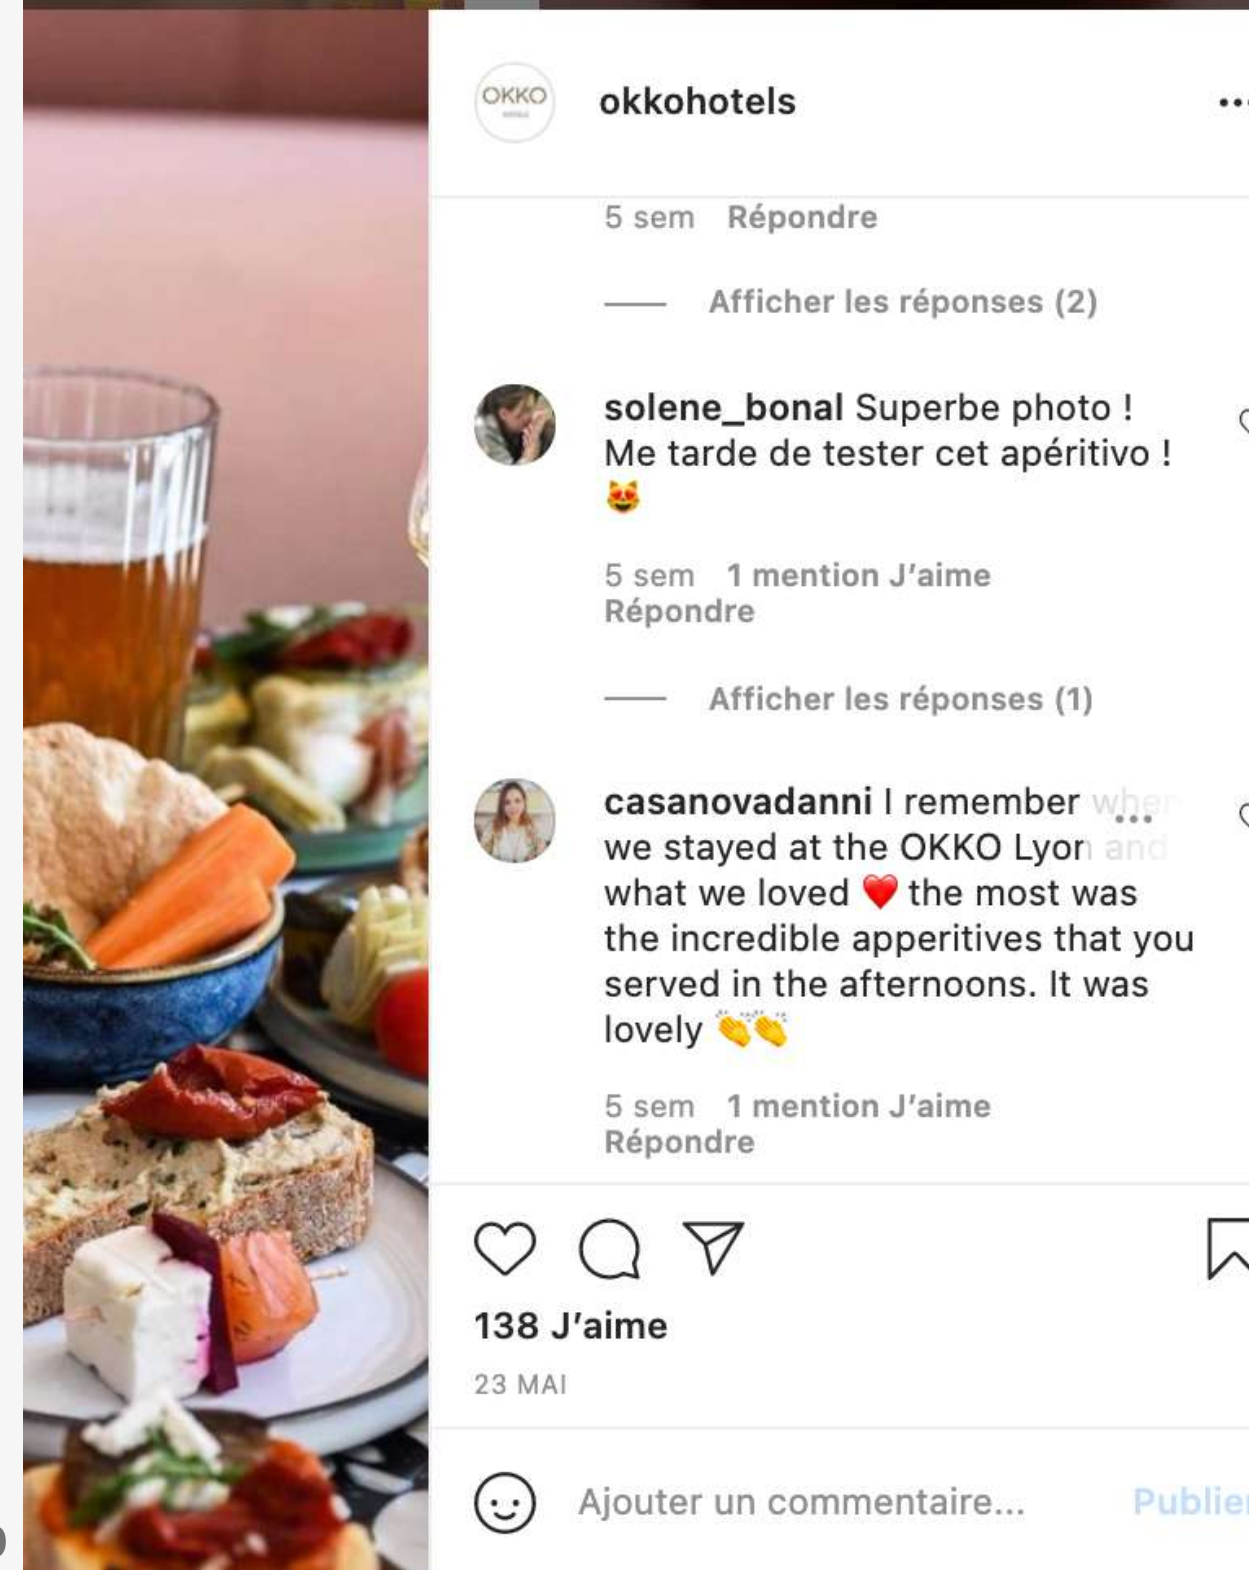 OKKO
okkohotels
5 sem Répondre
Afficher les réponses (2)
solene_bonal Superbe photo !
Me tarde de tester cet apéritivo !
😻
5 sem 1 mention J'aime
Répondre
Afficher les réponses (1)
casanovadanni I remember when
we stayed at the OKKO Lyon and
what we loved ❤️ the most was
the incredible apperitives that you
served in the afternoons. It was
lovely 👏👏
5 sem 1 mention J'aime
Répondre
138 J'aime
23 MAI
Ajouter un commentaire...
Publier